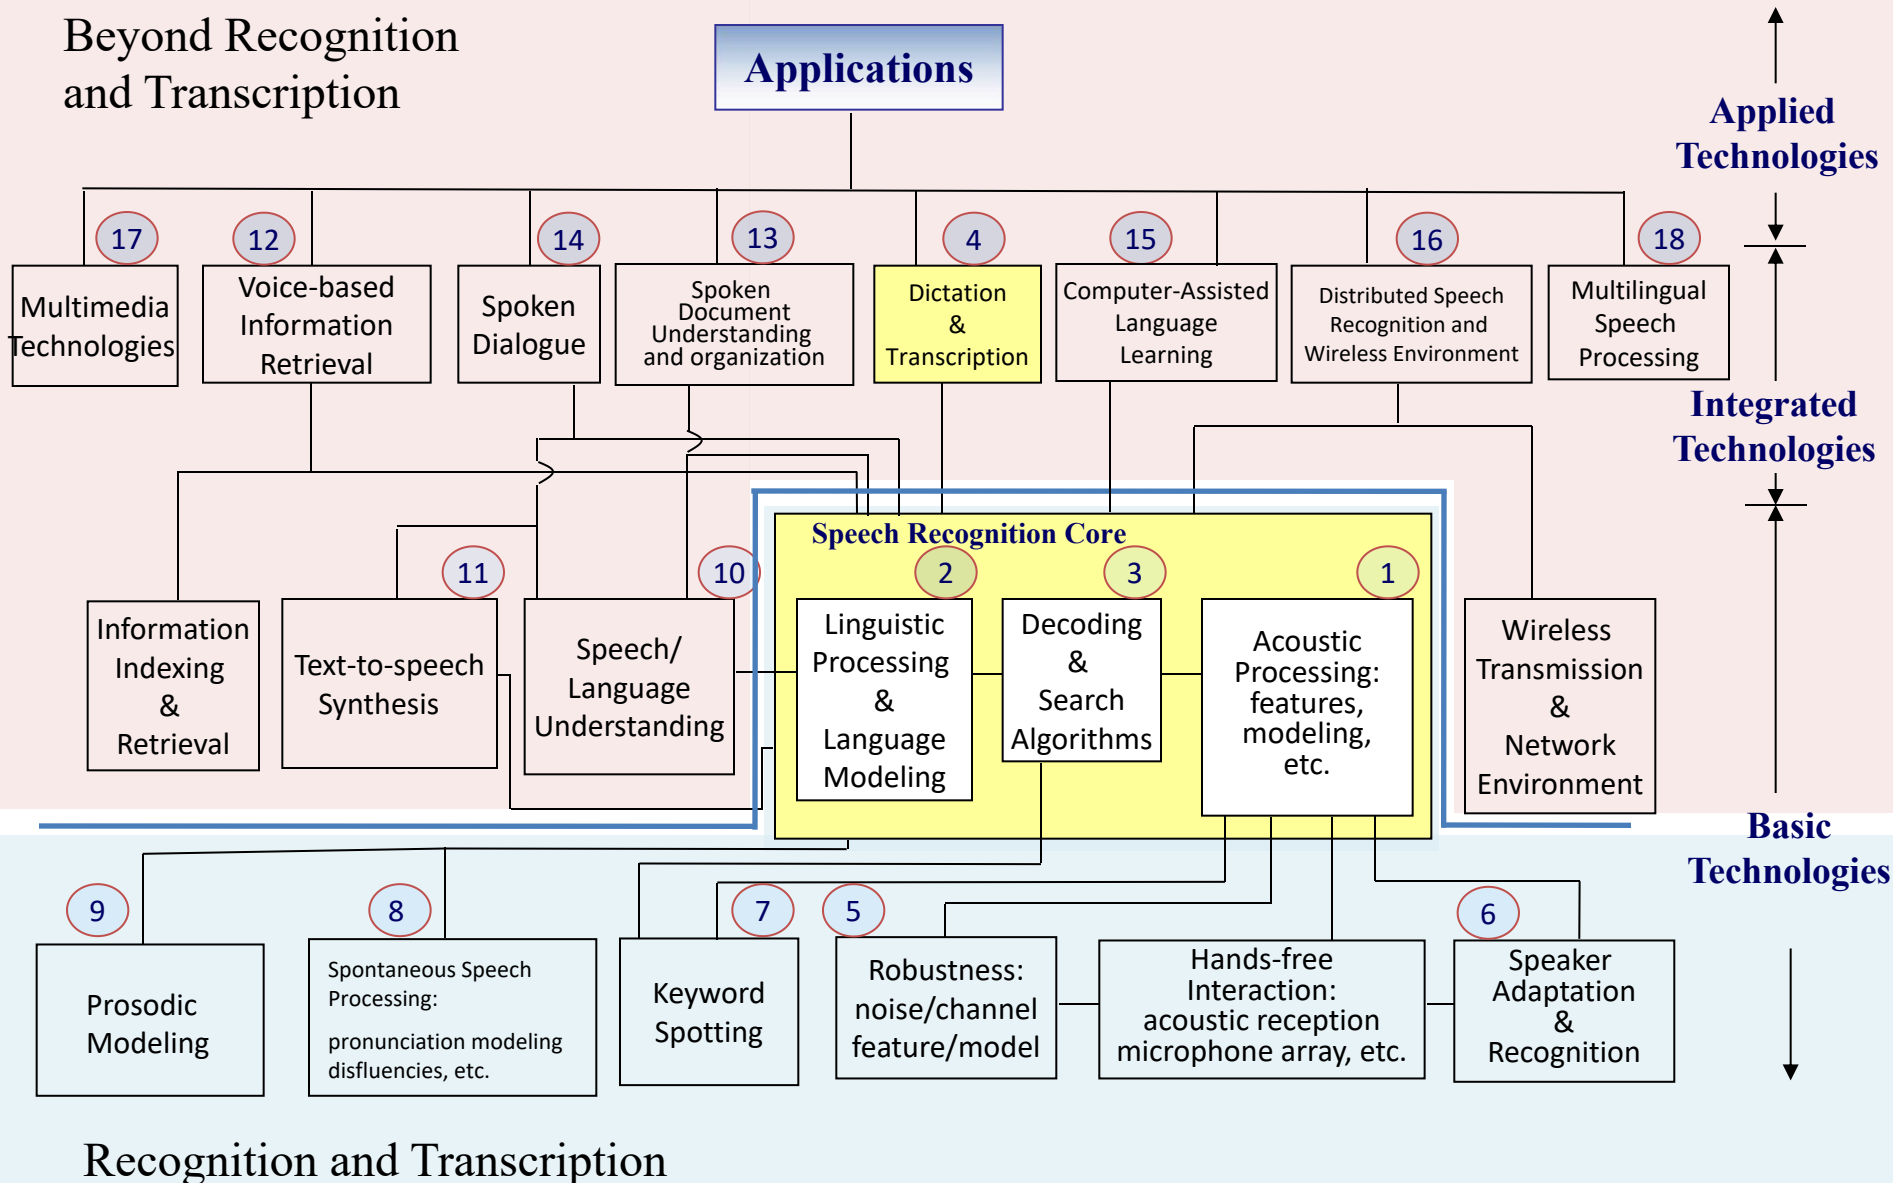 Beyond Recognition
and Transcription
Applications
Applied
Technologies
17
12
14
13
4
15
16
18
Multimedia
Technologies
Voice-based
Information
Retrieval
Spoken
Dialogue
Spoken
Document
Understanding
and organization
Dictation
&
Transcription
Computer-Assisted
Language
Learning
Distributed Speech
Recognition and
Wireless Environment
Multilingual
Speech
Processing
Integrated
Technologies
Speech Recognition Core
11
10
2
3
1
Information
Indexing
&
Retrieval
Text-to-speech
Synthesis
Speech/
Language
Understanding
Linguistic
Processing
&
Language
Modeling
Decoding
&
Search
Algorithms
Acoustic
Processing:
features,
modeling,
etc.
Wireless
Transmission
&
Network
Environment
Basic
Technologies
9
8
7
5
6
Prosodic
Modeling
Spontaneous Speech
Processing:
pronunciation modeling
disfluencies, etc.
Keyword
Spotting
Robustness:
noise/channel
feature/model
Hands-free
Interaction:
acoustic reception
microphone array, etc.
Speaker
Adaptation
&
Recognition
Recognition and Transcription